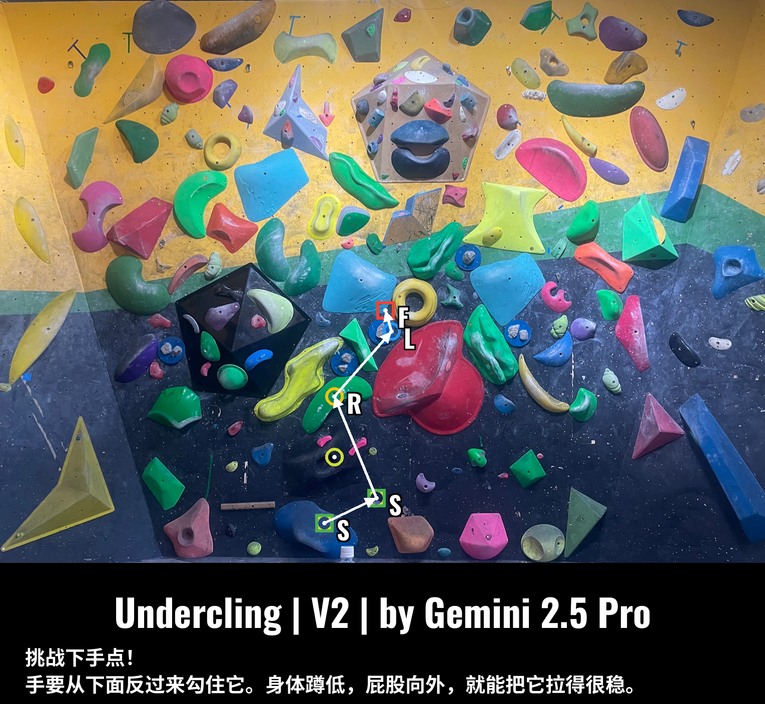 F
L
R
S
S
Undercling | V2 | by Gemini 2.5 Pro
挑战下手点！
手要从下面反过来勾住它。身体蹲低，屁股向外，就能把它拉得很稳。